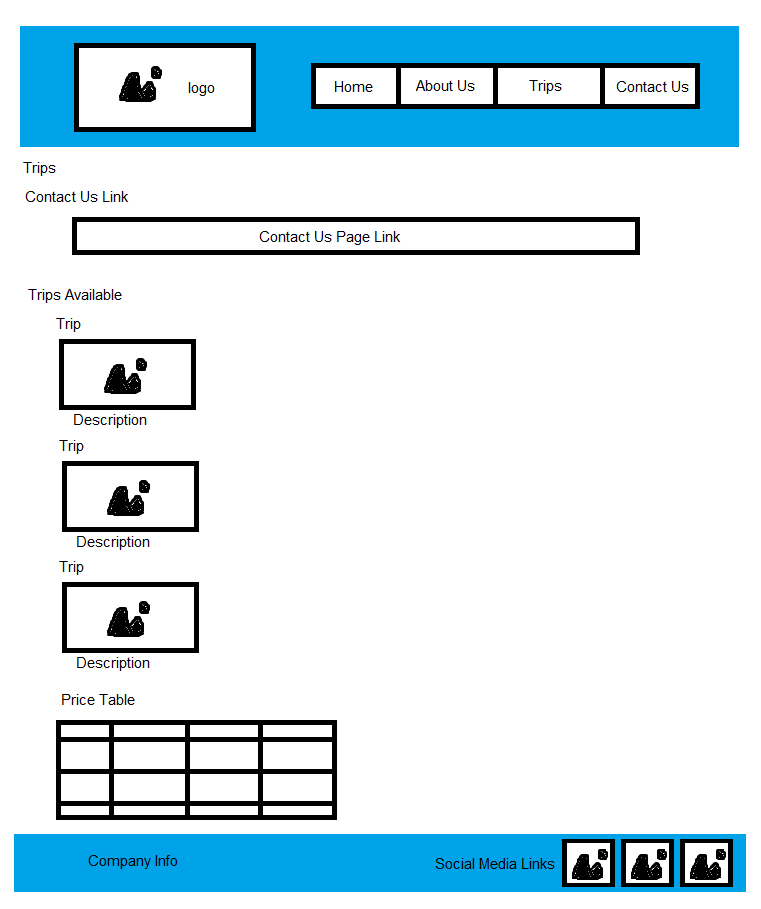 logo
Home
About Us
Trips
Contact Us
Trips
Contact Us Link
Contact Us Page Link
Trips Available
Trip
Description
Trip
Description
Trip
Description
Price Table
Company Info
Social Media Links